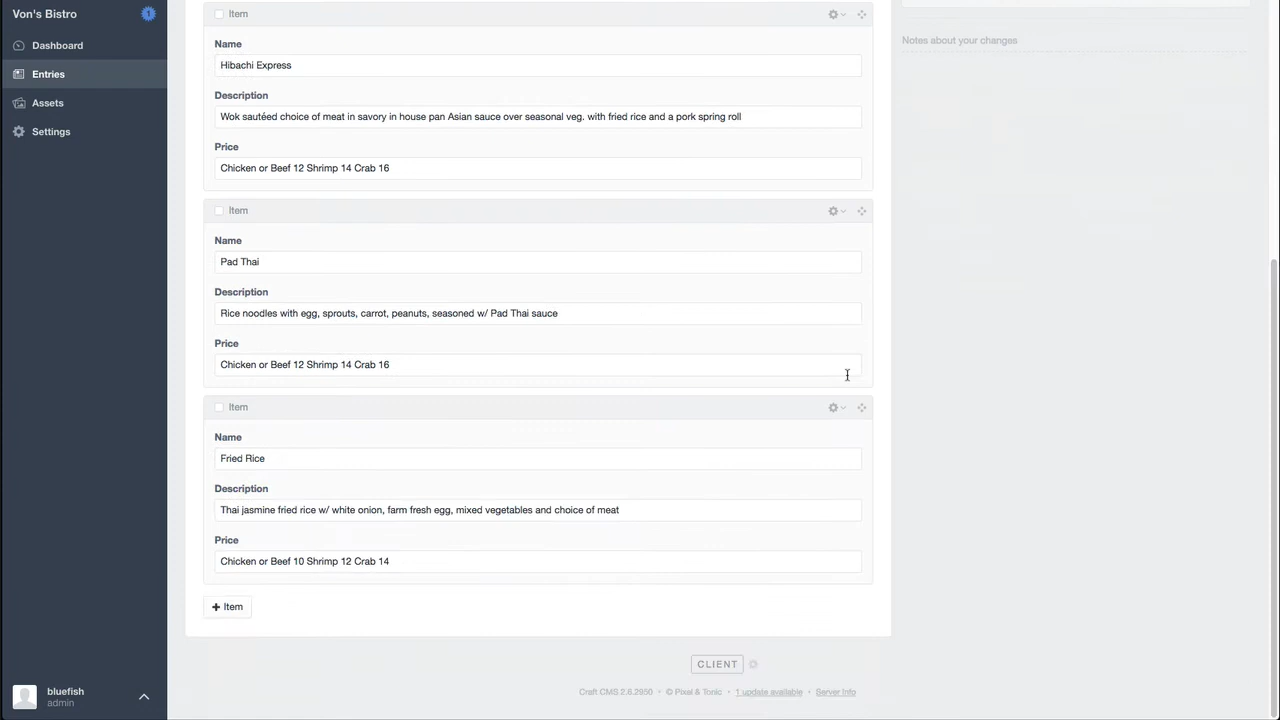 Von's Bistro
1
Dashboard
Entries
Assets
Settings
bluefish
admin
Item
Name
Hibachi Express
Description
Wok sautéed choice of meat in savory in house pan Asian sauce over seasonal veg. with fried rice and a pork spring roll
Price
Chicken or Beef 12 Shrimp 14 Crab 16
Item
Name
Pad Thai
Description
Rice noodles with egg, sprouts, carrot, peanuts, seasoned w/ Pad Thai sauce
Price
Chicken or Beef 12 Shrimp 14 Crab 16
Item
Name
Fried Rice
Description
Thai jasmine fried rice w/ white onion, farm fresh egg, mixed vegetables and choice of meat
Price
Chicken or Beef 10 Shrimp 12 Crab 14
+ Item
Notes about your changes
CLIENT
Craft CMS 2.6.2950 • © Pixel & Tonic • 1 update available • Server Info